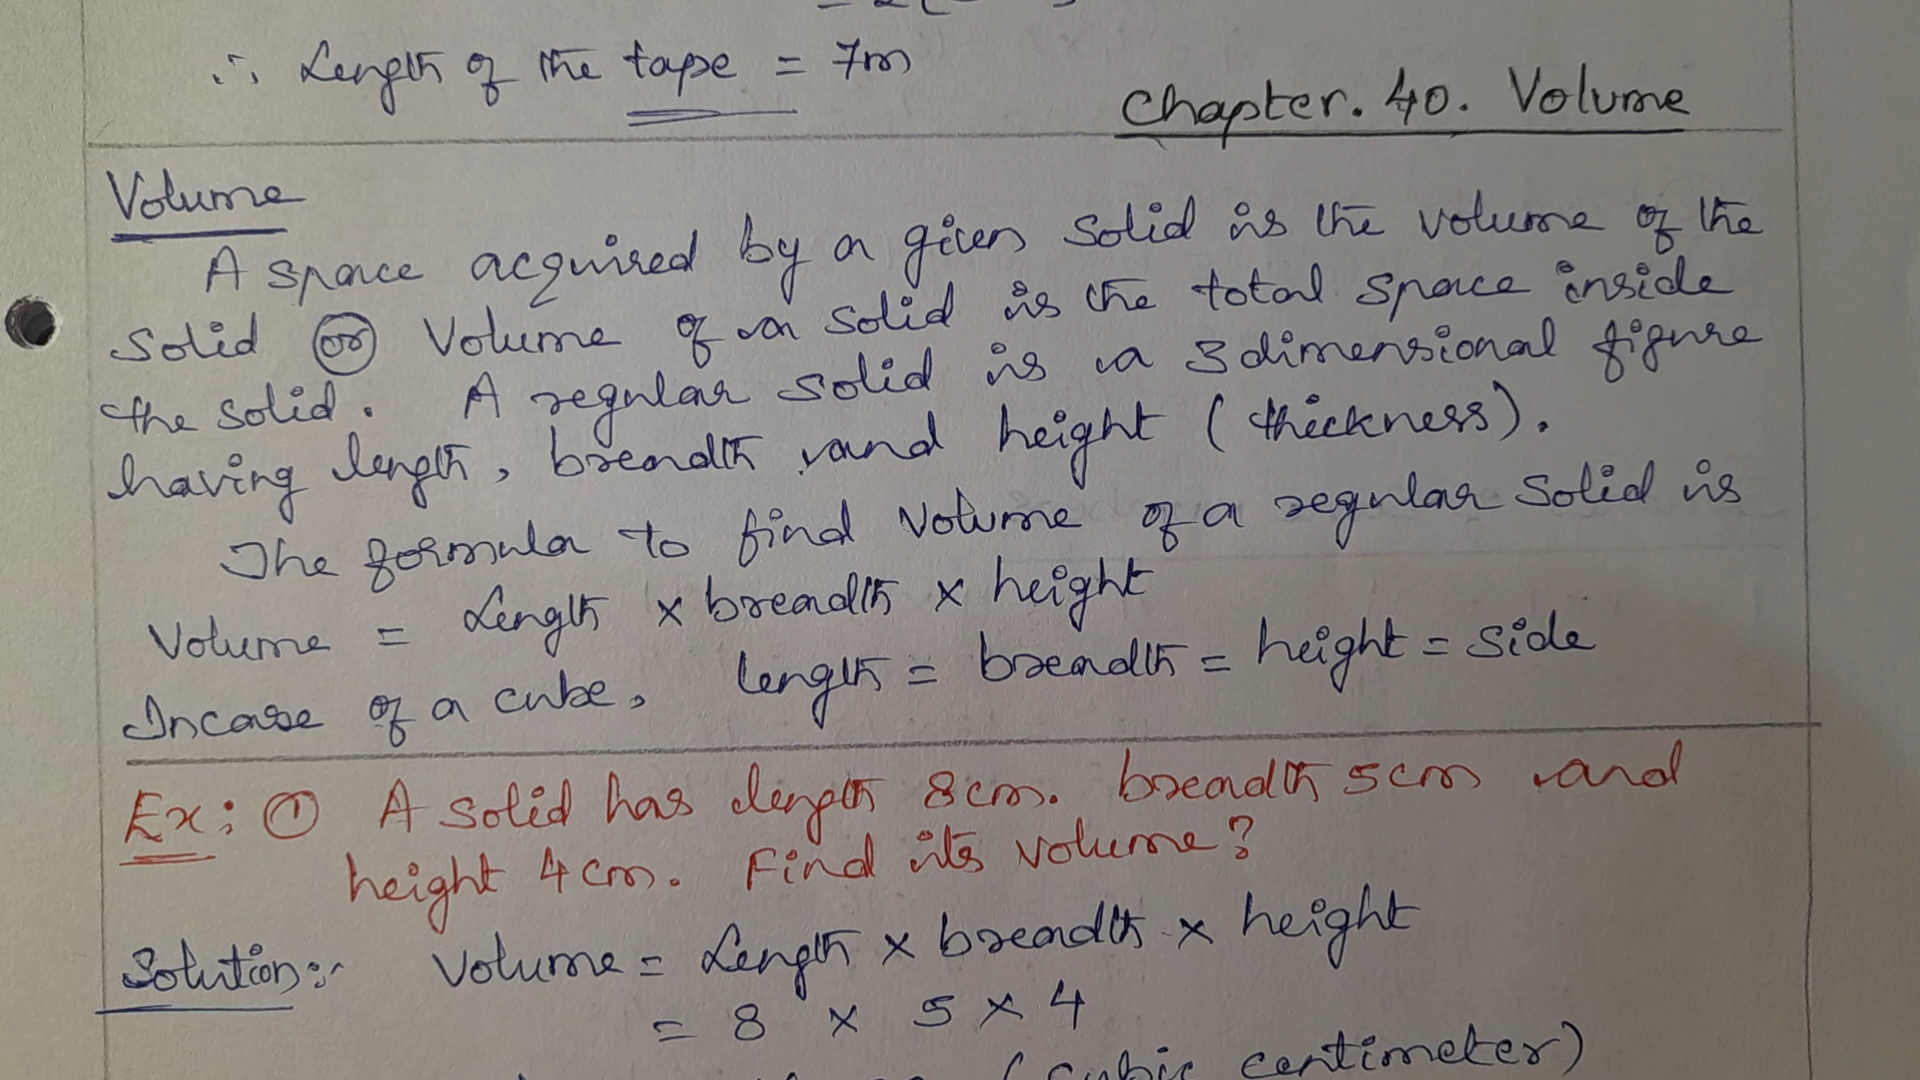 ∴ Length of the tape = 7m
Chapter. 40. Volume
Volume
A space acquired by a given solid is the volume of the
solid (or) Volume of a solid is the total space inside
the solid. A regular solid is a 3dimensional figure
having length, breadth and height (thickness).
The formula to find volume of a regular solid is
Volume = Length × breadth × height
Incase of a cube, length = breadth = height = side
Ex: ① A solid has length 8cm. breadth 5cm and
height 4cm. Find its volume?
Solution:- Volume = Length × breadth × height
= 8 × 5 × 4
(cubic centimeter)